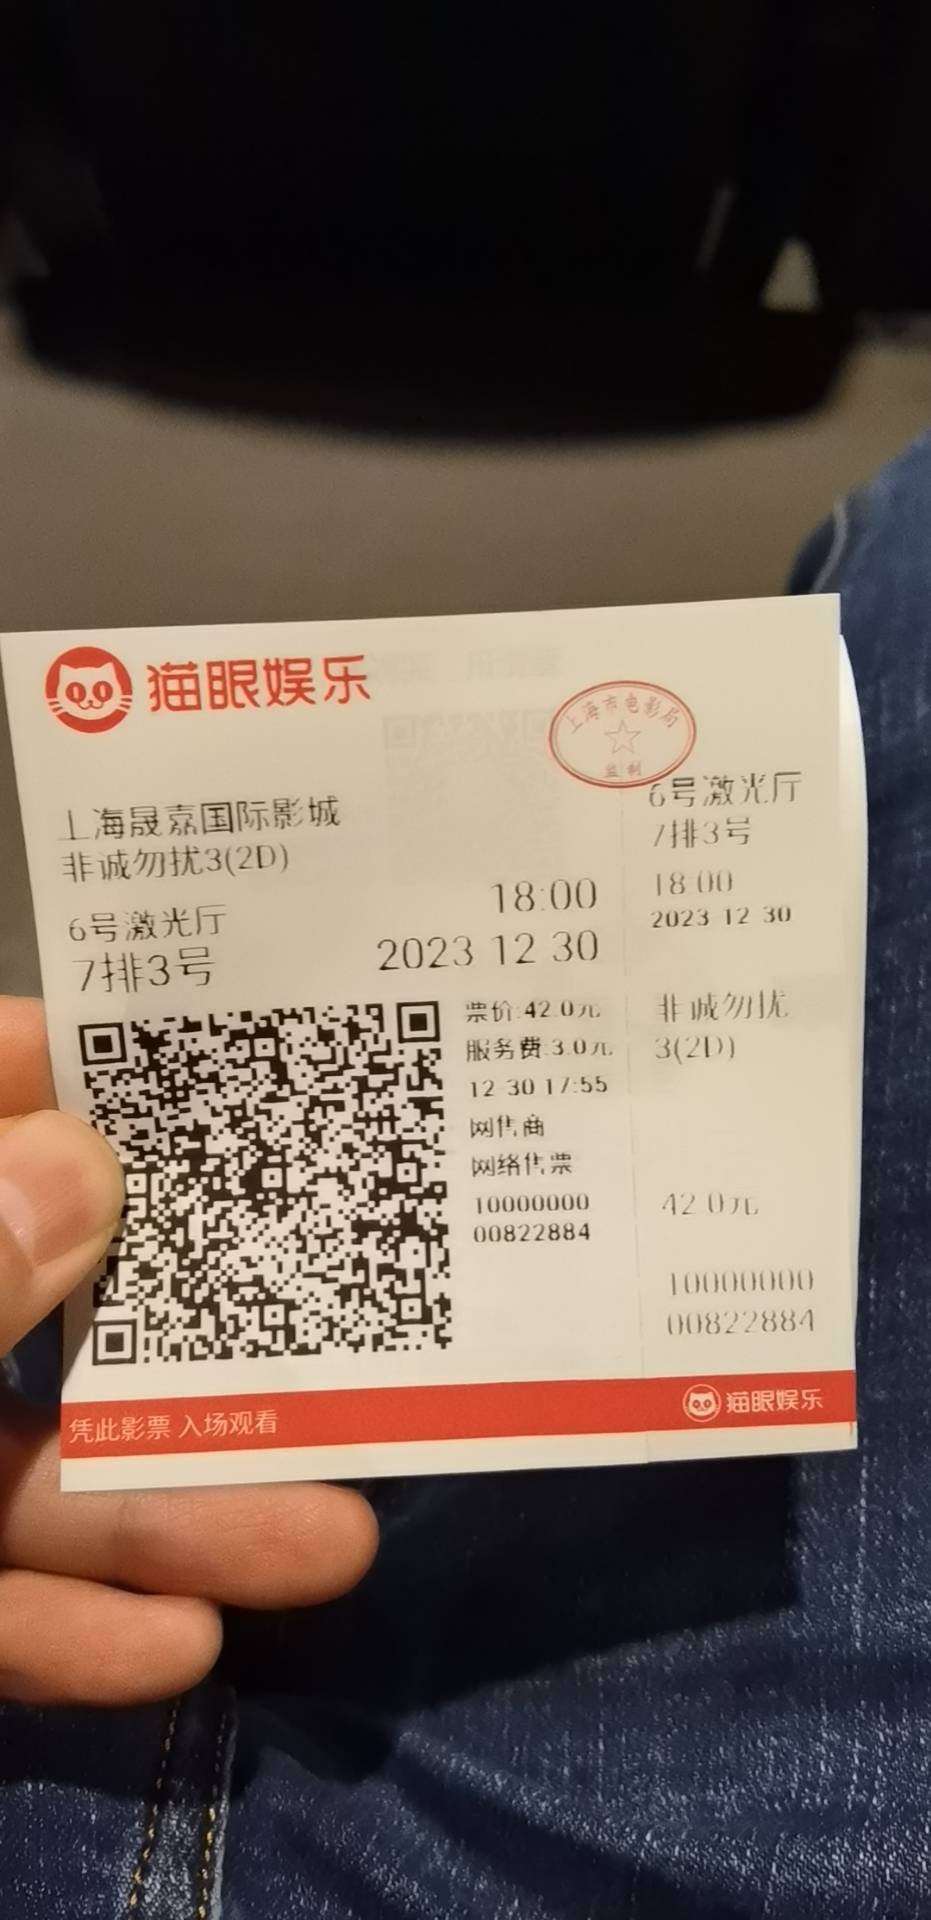 猫眼娱乐
上海市电影局
监制
上海晟嘉国际影城
非诚勿扰3(2D)
18:00
6号激光厅
2023 12 30
7排3号
票价:42.0元
服务费:3.0元
12 30 17:55
网售商
网络售票
10000000
00822884
6号激光厅
7排3号
18:00
2023 12 30
非诚勿扰
3(2D)
42.0元
10000000
00822884
凭此影票 入场观看
猫眼娱乐